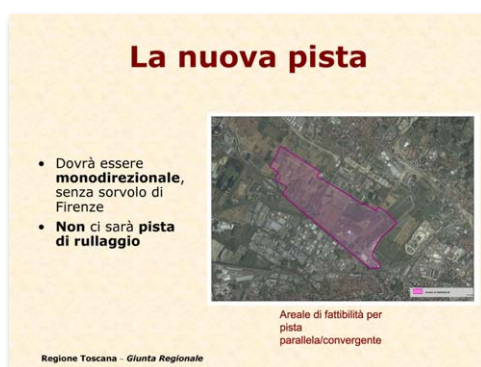 La nuova pista
• Dovrà essere
monodirezionale,
senza sorvolo di
Firenze
• Non ci sarà pista
di rullaggio
Areale di fattibilità per
pista
parallela/convergente
Regione Toscana - Giunta Regionale